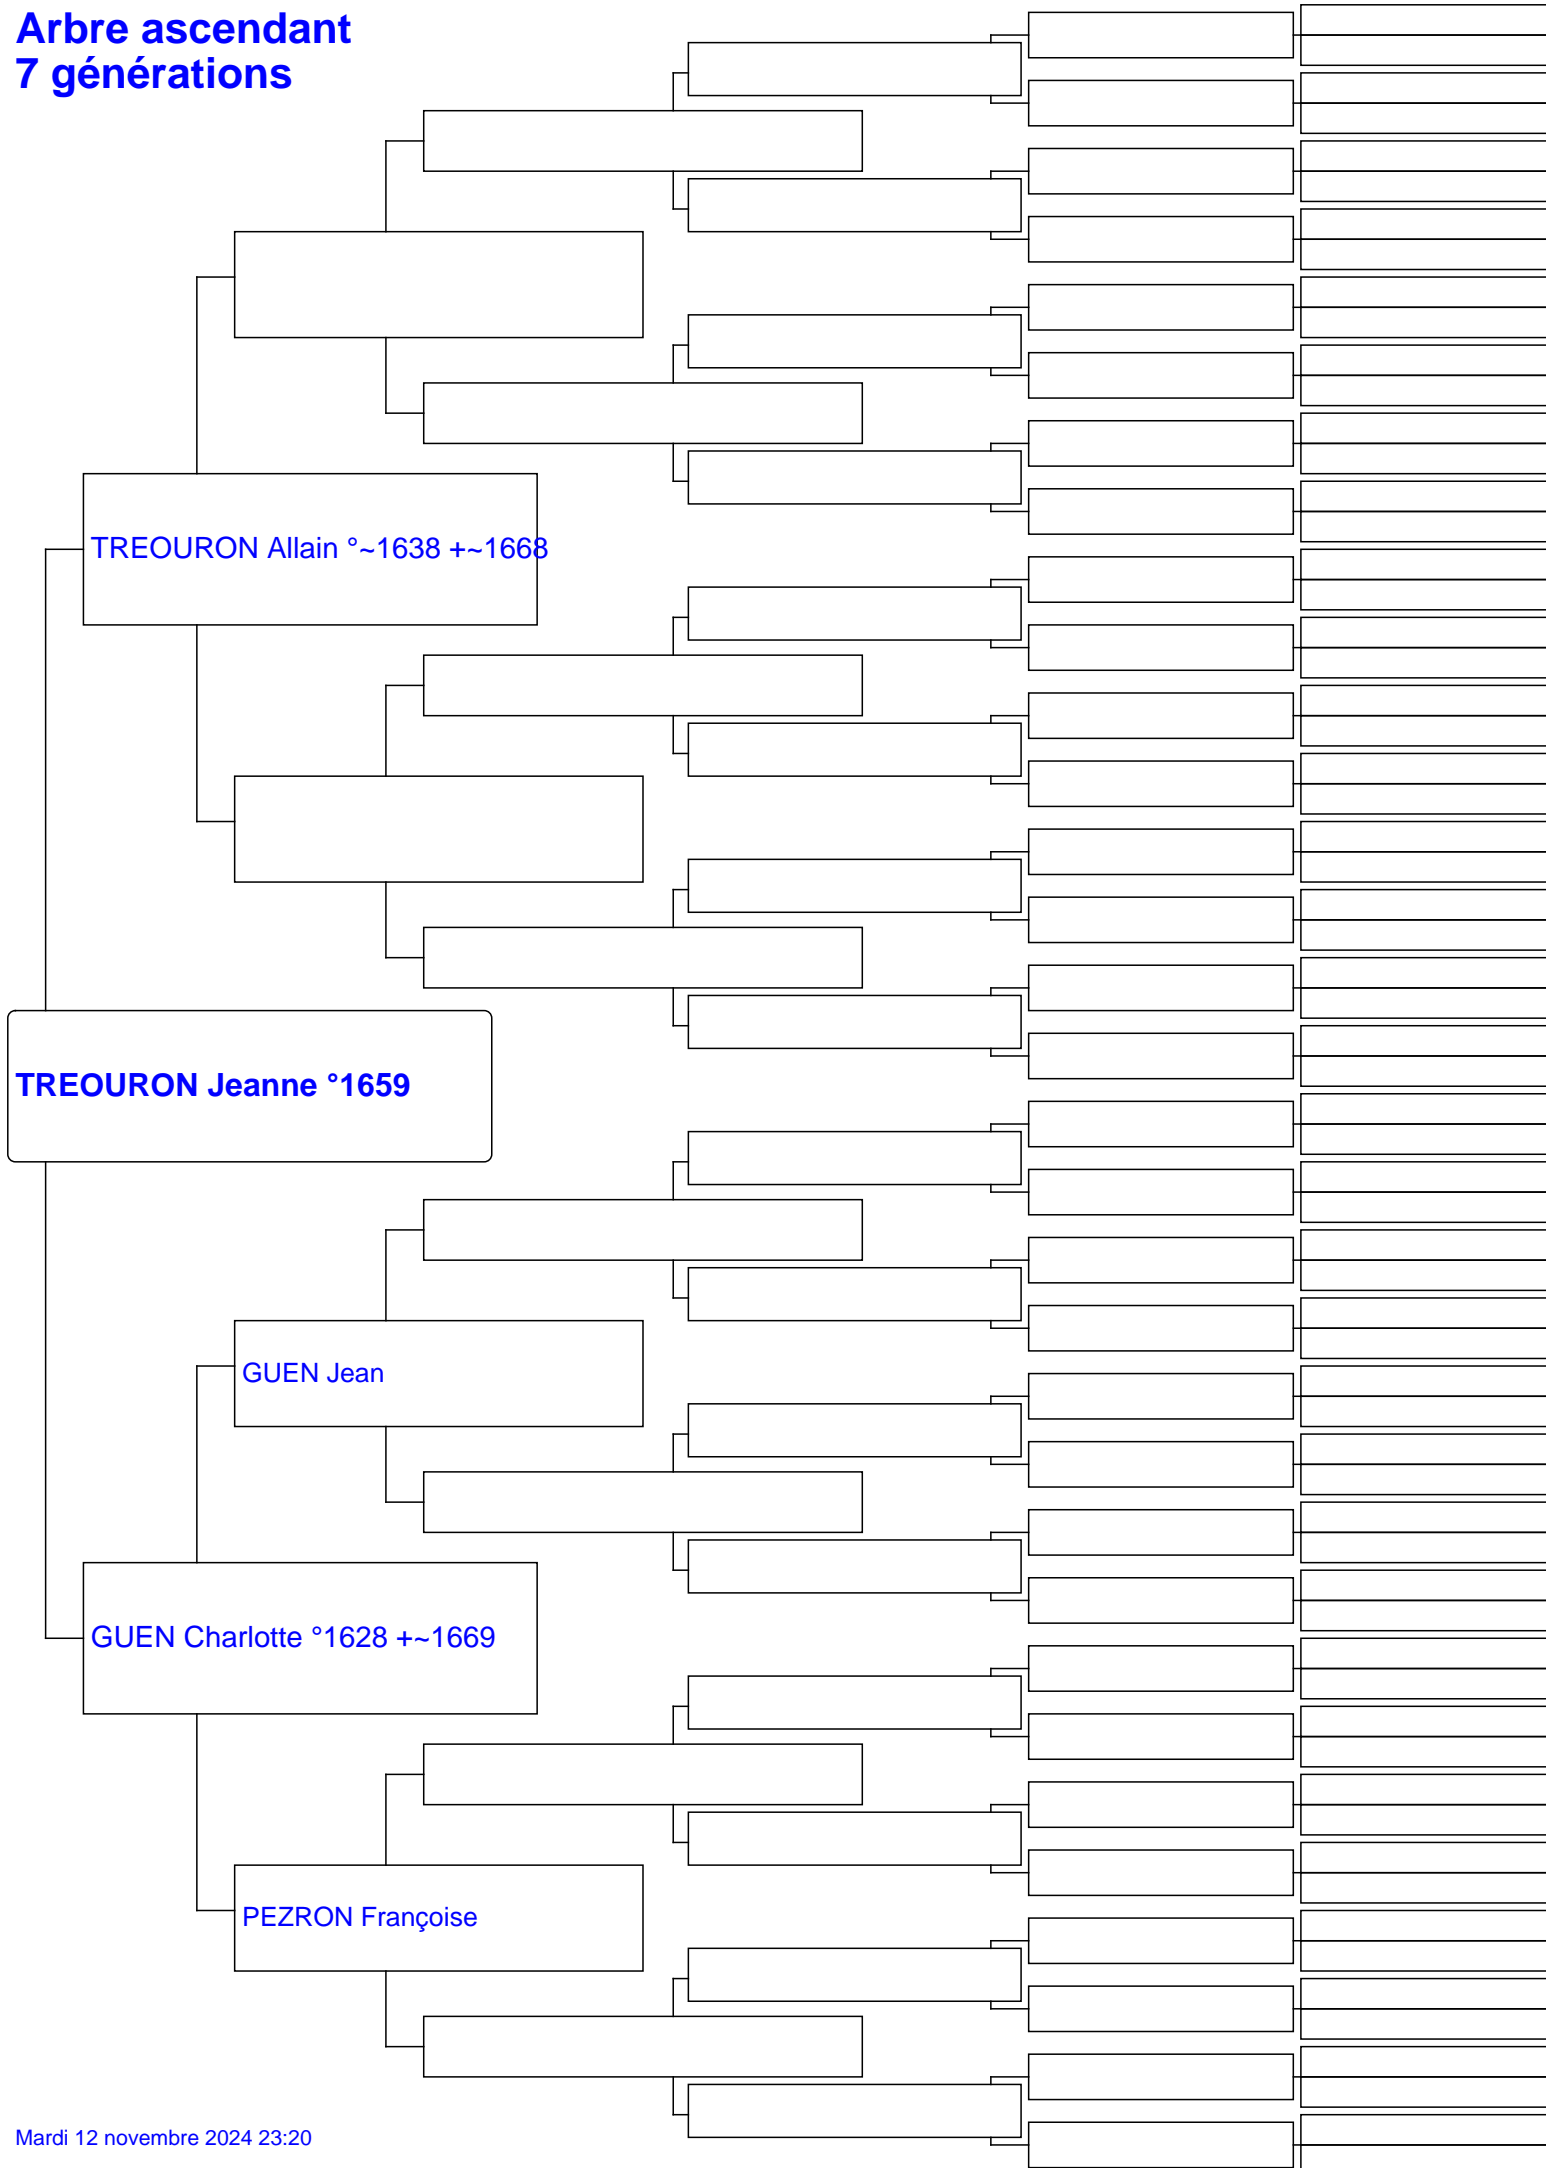 Arbre ascendant
7 générations
TREOURON Allain °~1638 +~1668
TREOURON Jeanne °1659
GUEN Jean
GUEN Charlotte °1628 +~1669
PEZRON Françoise
Mardi 12 novembre 2024 23:20